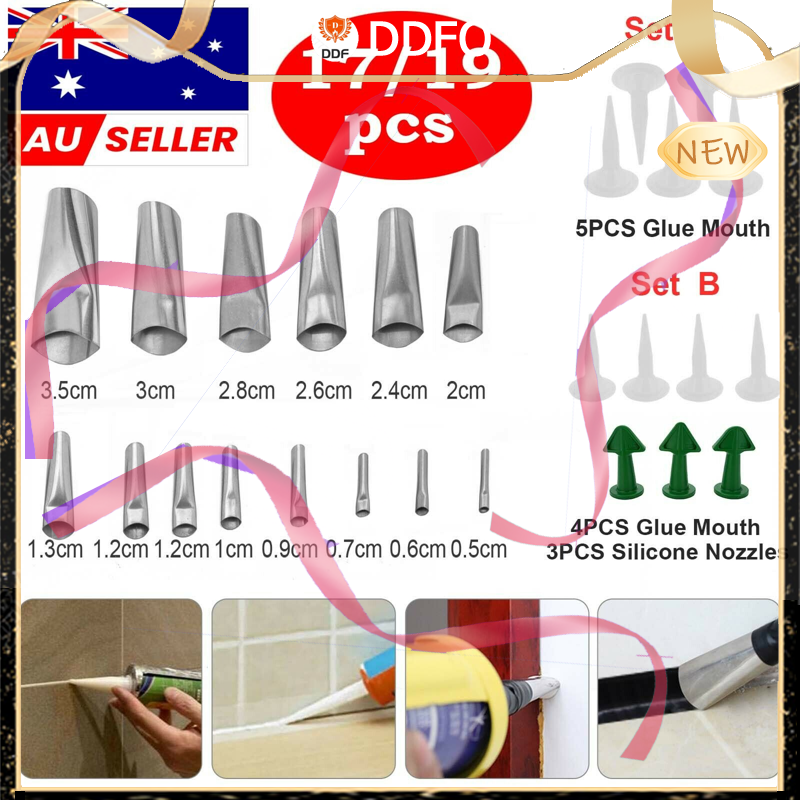 DDF
DDFO
AU SELLER
17/19
pcs
NEW
5PCS Glue Mouth
Set B
3.5cm 3cm 2.8cm 2.6cm 2.4cm 2cm
1.3cm 1.2cm 1.2cm 1cm 0.9cm 0.7cm 0.6cm 0.5cm
4PCS Glue Mouth
3PCS Silicone Nozzles